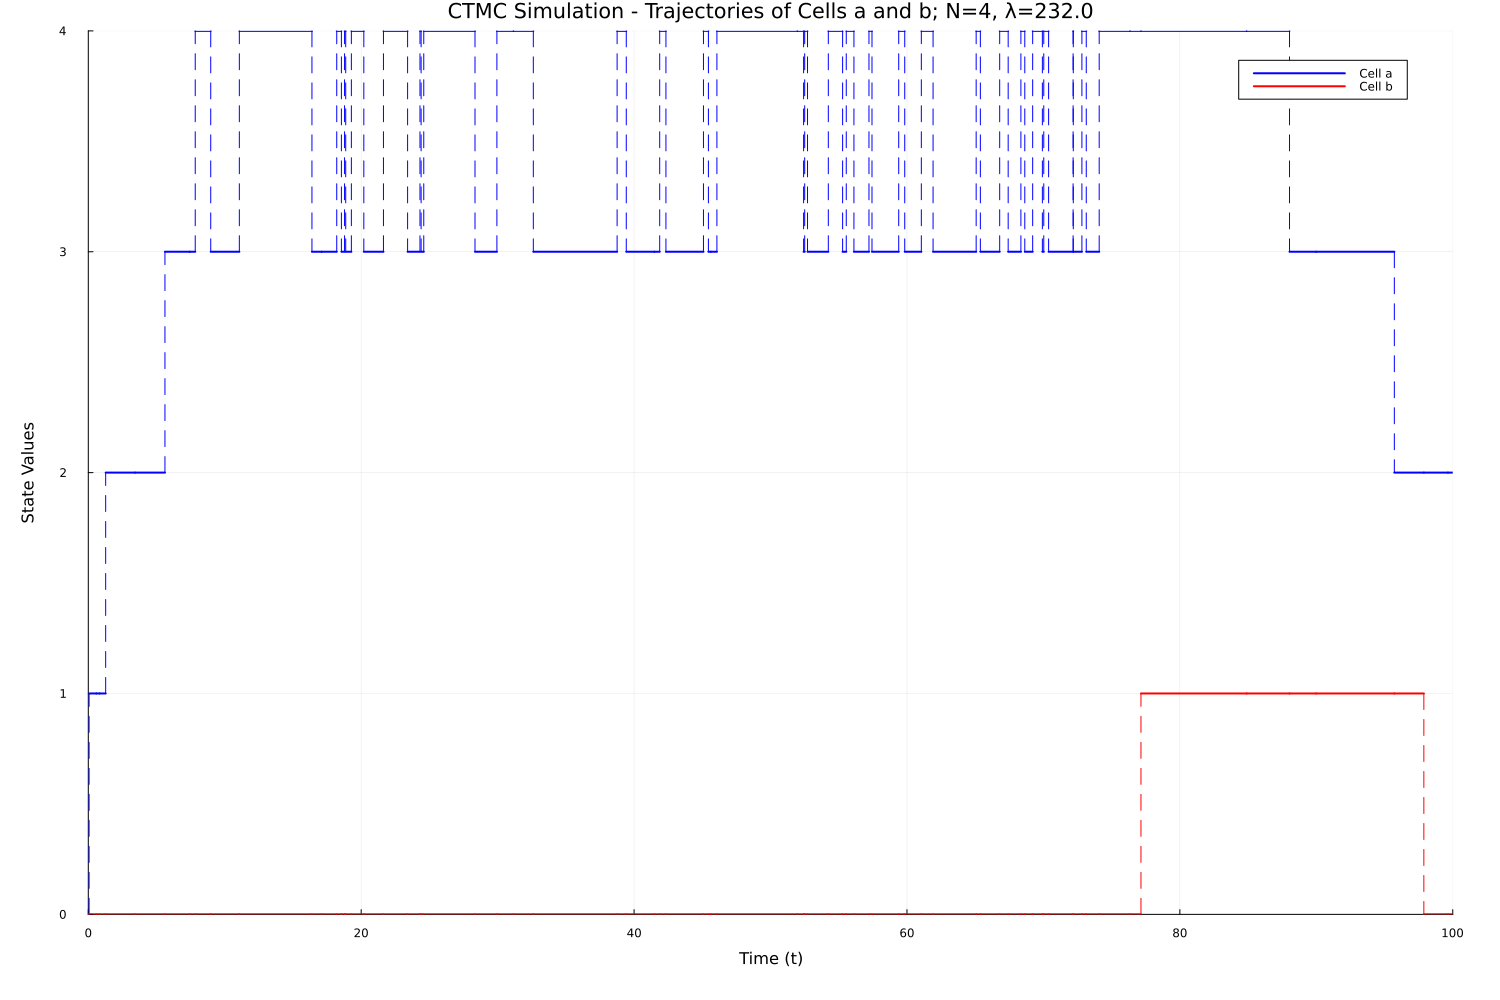 CTMC Simulation - Trajectories of Cells a and b; N=4, λ=232.0
4
Cell a
Cell b
3
State Values
2
1
0
0 20 40 60 80 100
Time (t)